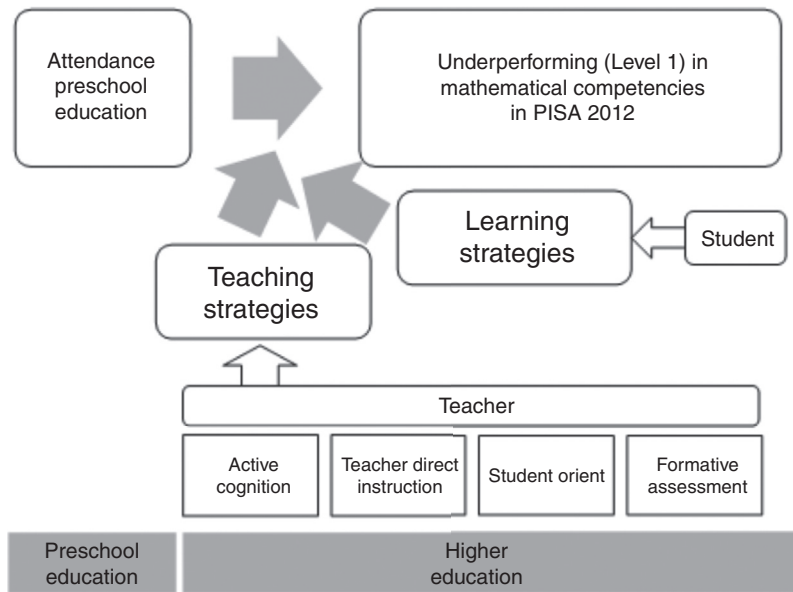 Attendance
preschool
education
Underperforming (Level 1) in
mathematical competencies
in PISA 2012
Learning
strategies
Student
Teaching
strategies
Teacher
Active
cognition
Teacher direct
instruction
Student orient
Formative
assessment
Preschool
education
Higher
education